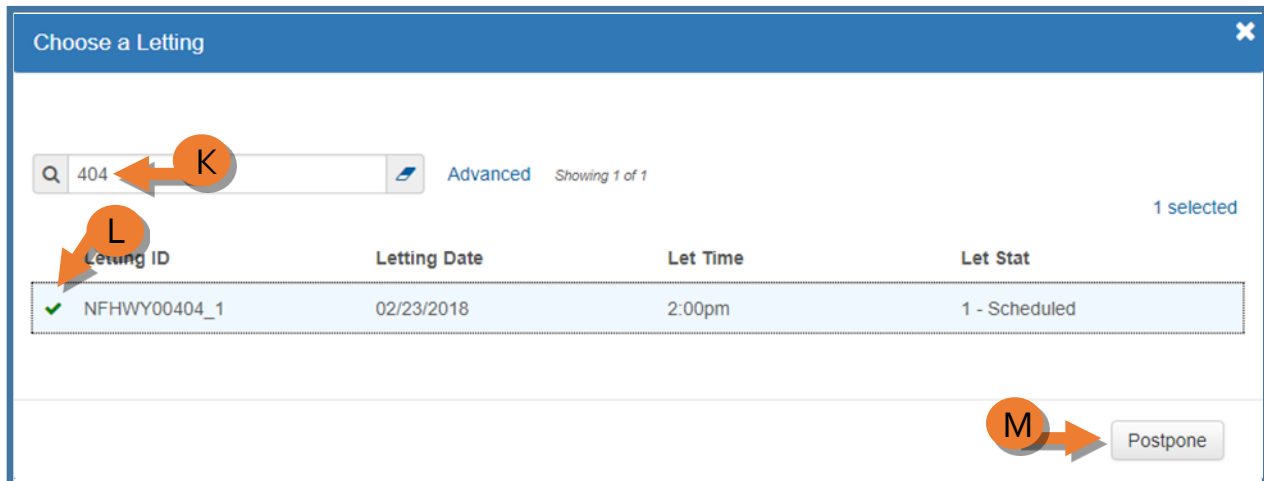 Choose a Letting
404 K Advanced Showing 1 of 1
1 selected
L
Letting ID Letting Date Let Time Let Stat
NFHWY00404_1 02/23/2018 2:00pm 1 - Scheduled
M Postpone